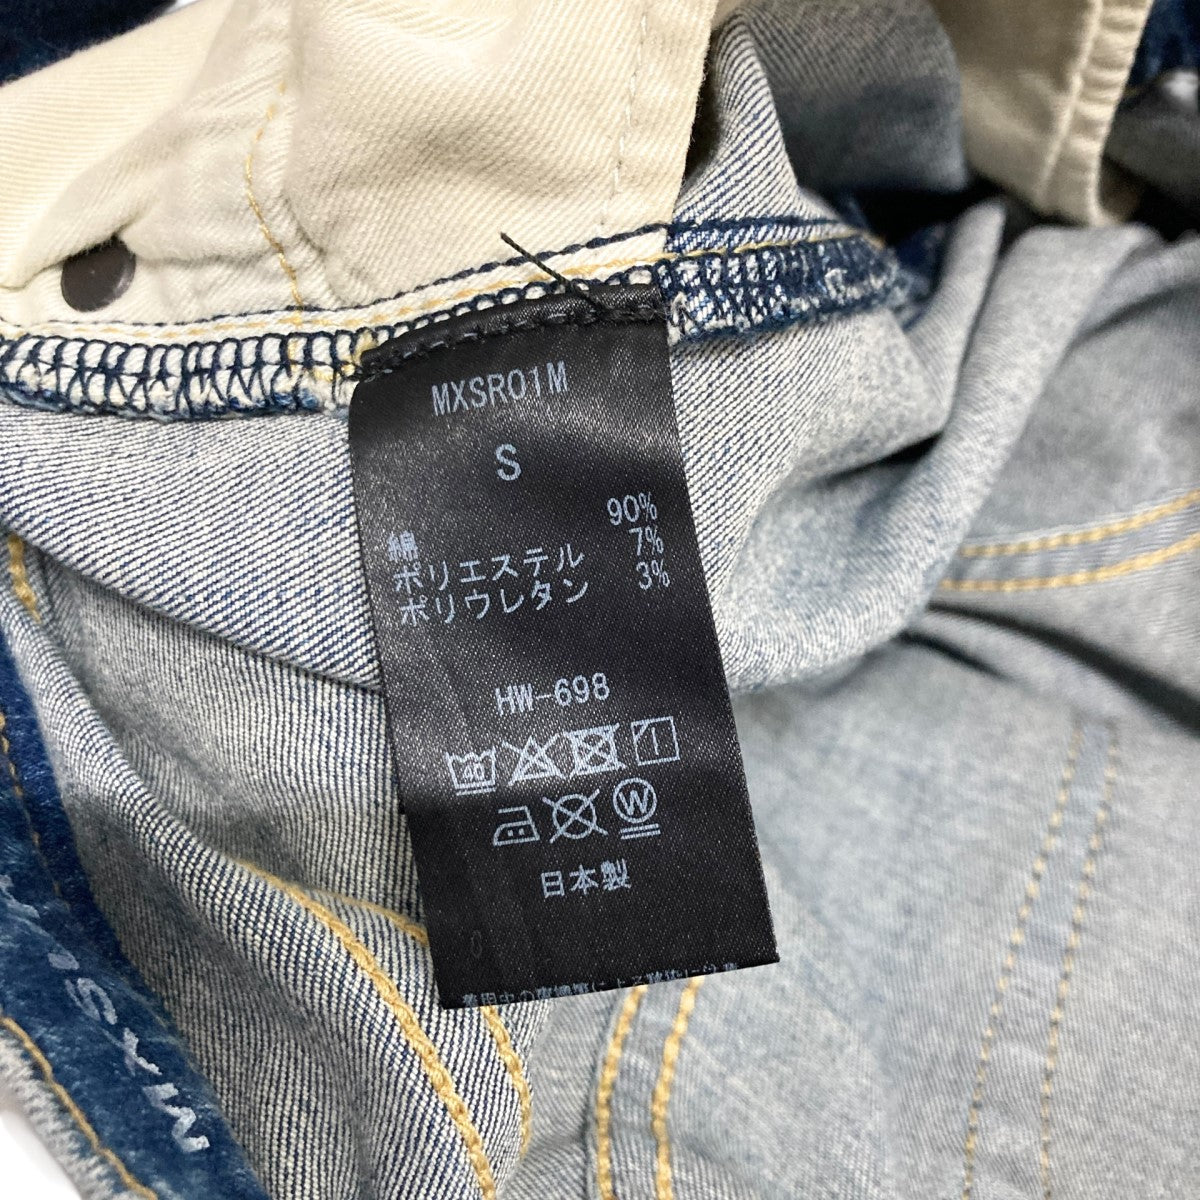 MXSR01M
S
綿 90%
ポリエステル 7%
ポリウレタン 3%
HW-698
40
W
日本製